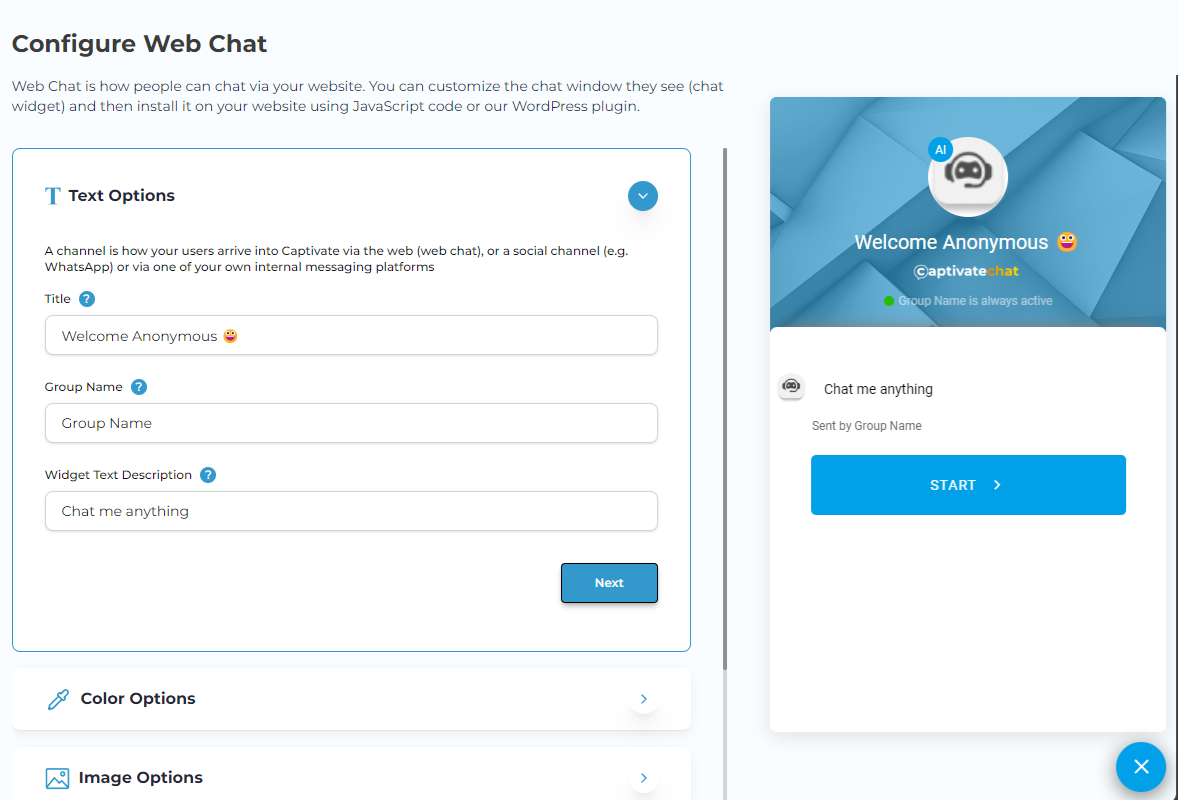 Configure Web Chat
Web Chat is how people can chat via your website. You can customize the chat window they see (chat
widget) and then install it on your website using JavaScript code or our WordPress plugin.
Text Options
A channel is how your users arrive into Captivate via the web (web chat), or a social channel (e.g.
WhatsApp) or via one of your own internal messaging platforms
Title ?
Welcome Anonymous 😀
Group Name ?
Group Name
Widget Text Description ?
Chat me anything
Next
Color Options
Image Options
AI
Welcome Anonymous 😀
captivatechat
Group Name is always active
Chat me anything
Sent by Group Name
START